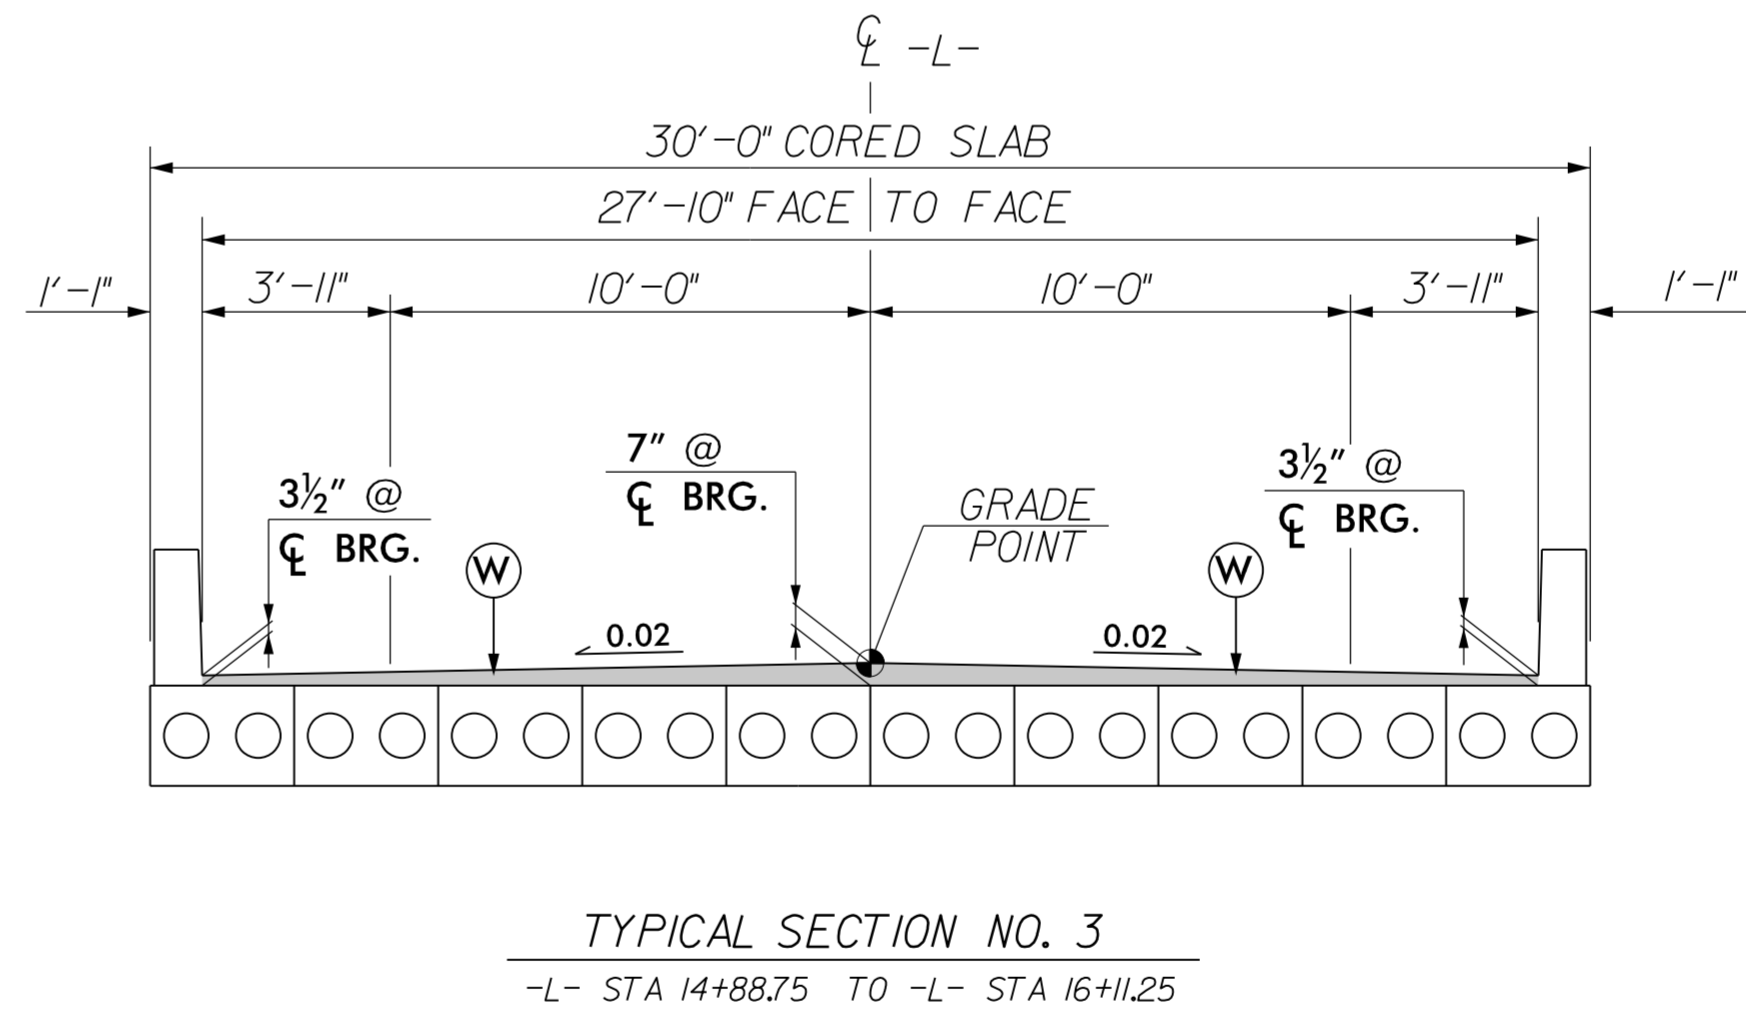 ℄ -L-
30'-0" CORED SLAB
27'-10" FACE TO FACE
1'-1" 3'-11" 10'-0" 10'-0" 3'-11" 1'-1"
3½" @
℄ BRG.
7" @
℄ BRG.
GRADE
POINT
3½" @
℄ BRG.
W
W
0.02
0.02
TYPICAL SECTION NO. 3
-L- STA 14+88.75 TO -L- STA 16+11.25